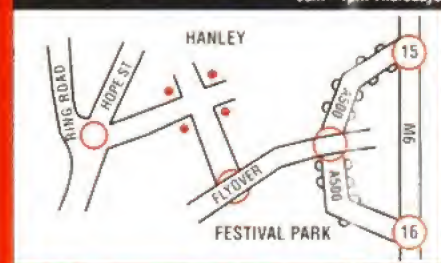 HANLEY
15
RING ROAD
HOPE ST
A500
M6
FLYOVER
A500
FESTIVAL PARK
16